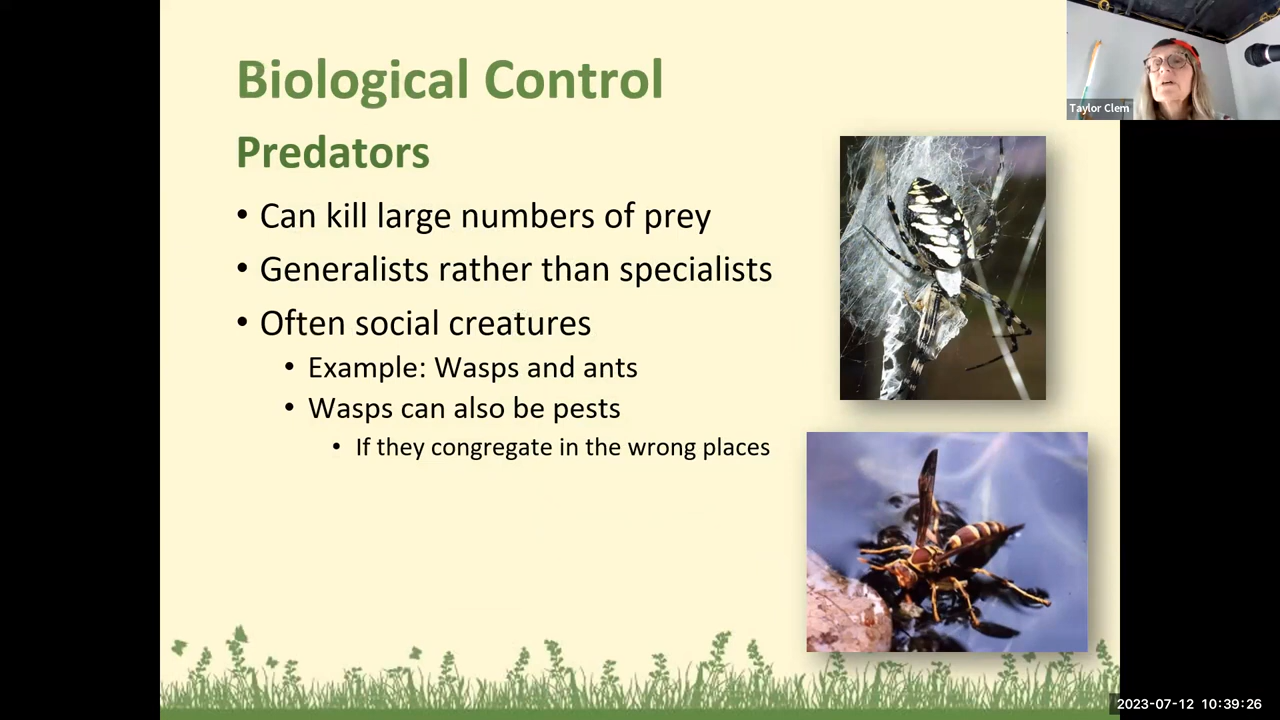 Biological Control
Predators
• Can kill large numbers of prey
• Generalists rather than specialists
• Often social creatures
• Example: Wasps and ants
• Wasps can also be pests
• If they congregate in the wrong places
Taylor Clem
2023-07-12 10:39:26